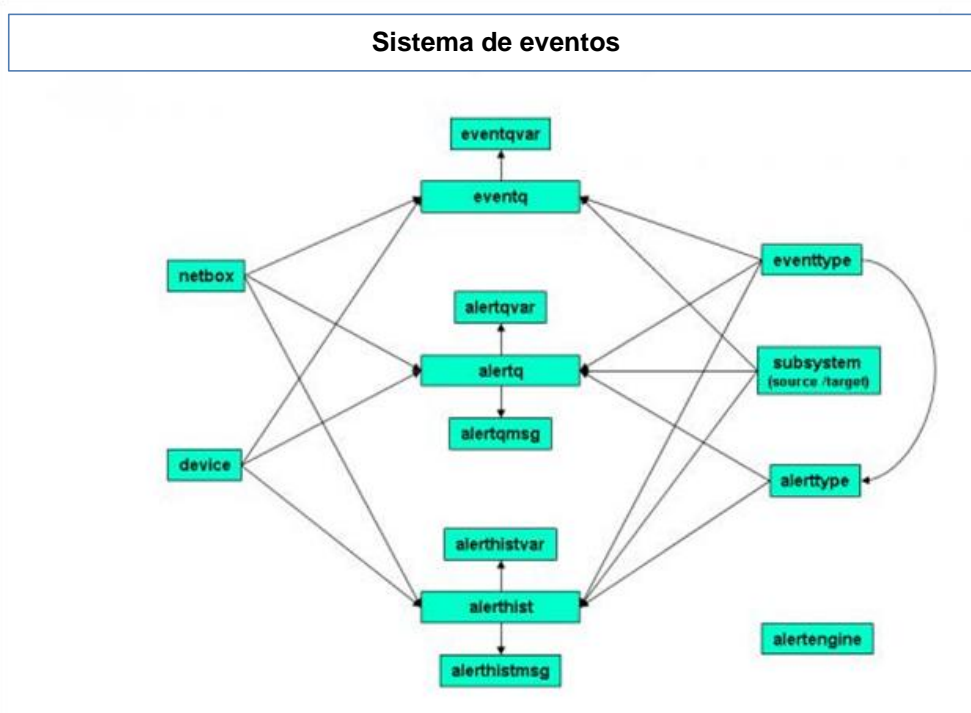 Sistema de eventos
eventqvar
eventq
netbox
eventtype
alertqvar
alertq
subsystem
(source /target)
alertqmsg
device
alerttype
alerthistvar
alerthist
alertengine
alerthistmsg